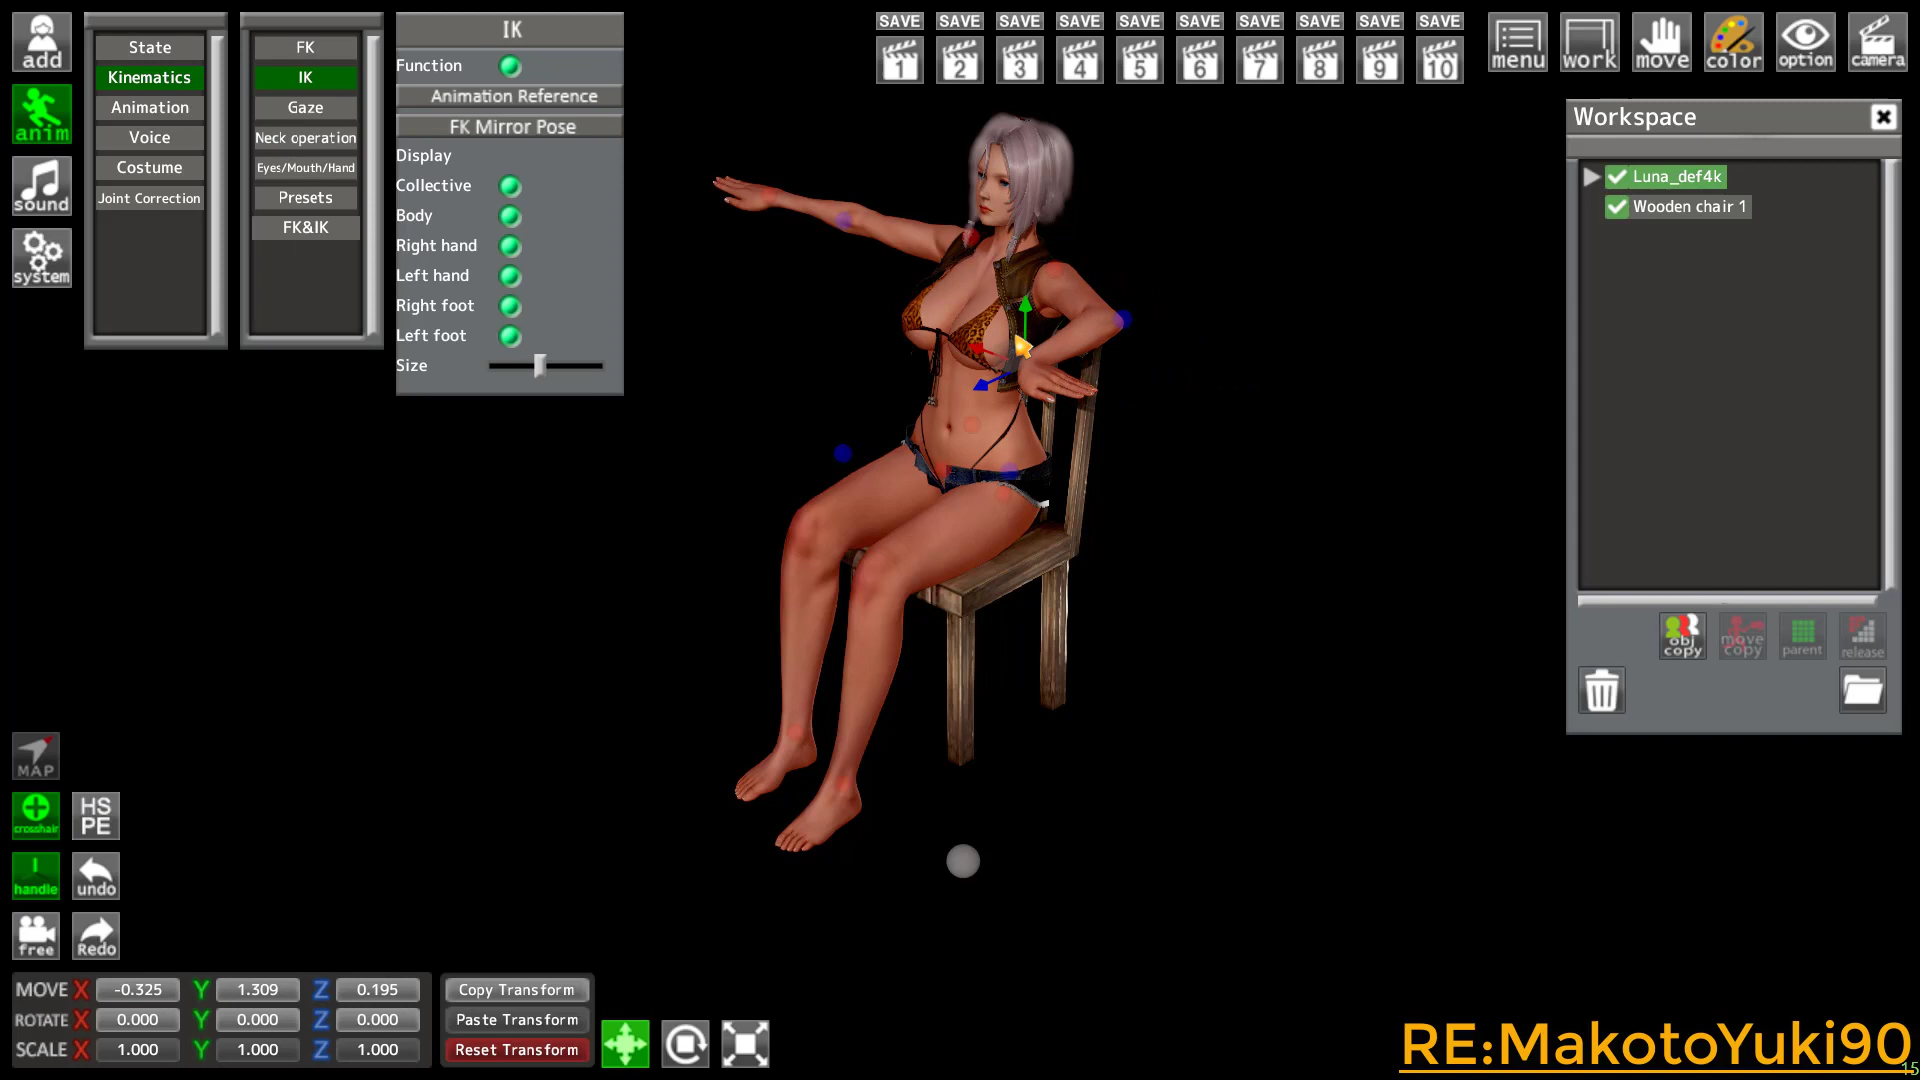 add
anim
sound
system
State
Kinematics
Animation
Voice
Costume
Joint Correction
FK
IK
Gaze
Neck operation
Eyes/Mouth/Hand
Presets
FK&IK
IK
Function
Animation Reference
FK Mirror Pose
Display
Collective
Body
Right hand
Left hand
Right foot
Left foot
Size
SAVE SAVE SAVE SAVE SAVE SAVE SAVE SAVE SAVE SAVE
1 2 3 4 5 6 7 8 9 10
menu work move color option camera
Workspace
Luna_def4k
Wooden chair 1
obj copy
move copy
parent
release
MAP
crosshair
HS PE
handle
undo
free
Redo
MOVE X -0.325 Y 1.309 Z 0.195
ROTATE X 0.000 Y 0.000 Z 0.000
SCALE X 1.000 Y 1.000 Z 1.000
Copy Transform
Paste Transform
Reset Transform
RE:MakotoYuki90
15